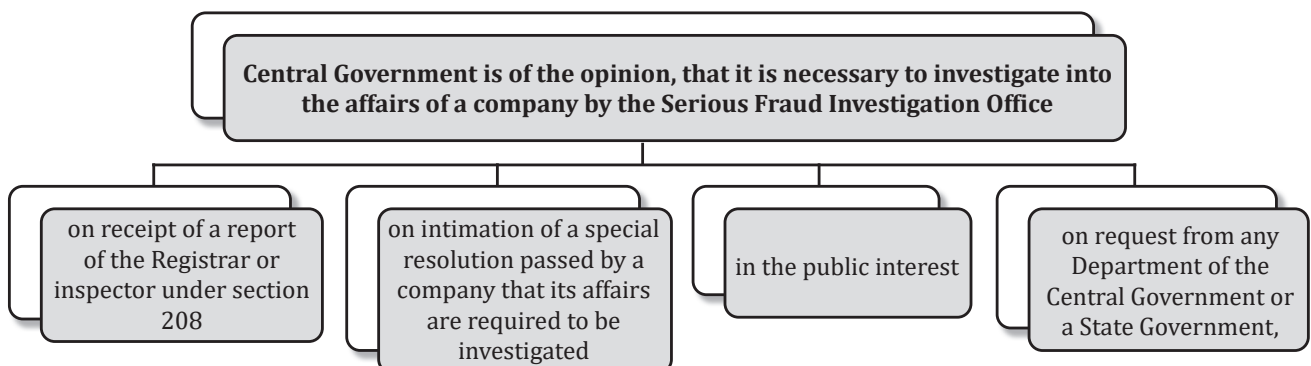 Central Government is of the opinion, that it is necessary to investigate into
the affairs of a company by the Serious Fraud Investigation Office
on receipt of a report
of the Registrar or
inspector under section
208
on intimation of a special
resolution passed by a
company that its affairs
are required to be
investigated
in the public interest
on request from any
Department of the
Central Government or
a State Government,